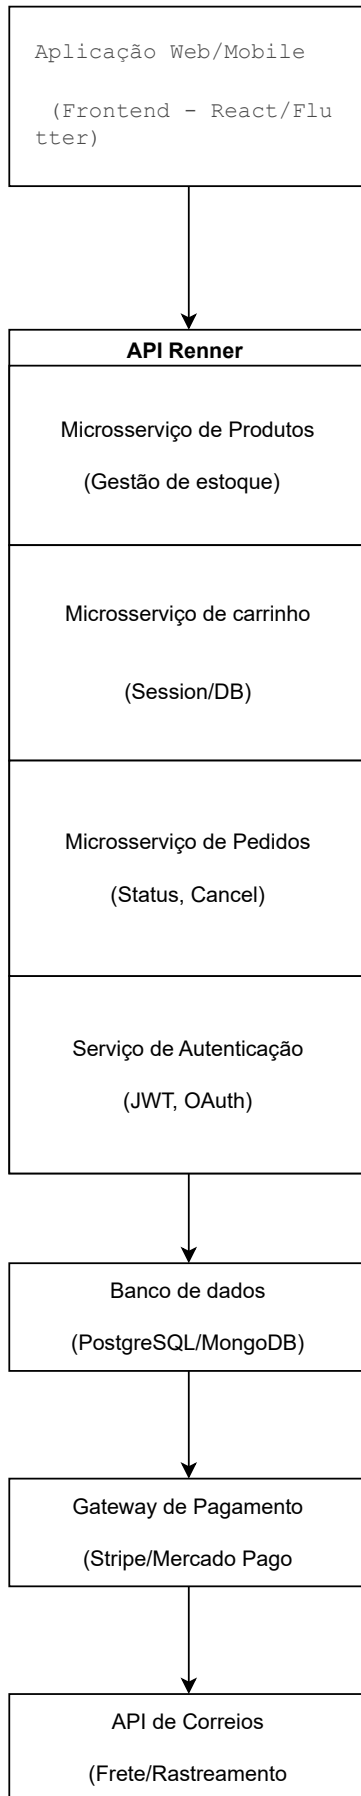 Aplicação Web/Mobile
(Frontend - React/Flu
tter)
API Renner
Microsserviço de Produtos
(Gestão de estoque)
Microsserviço de carrinho
(Session/DB)
Microsserviço de Pedidos
(Status, Cancel)
Serviço de Autenticação
(JWT, OAuth)
Banco de dados
(PostgreSQL/MongoDB)
Gateway de Pagamento
(Stripe/Mercado Pago
API de Correios
(Frete/Rastreamento